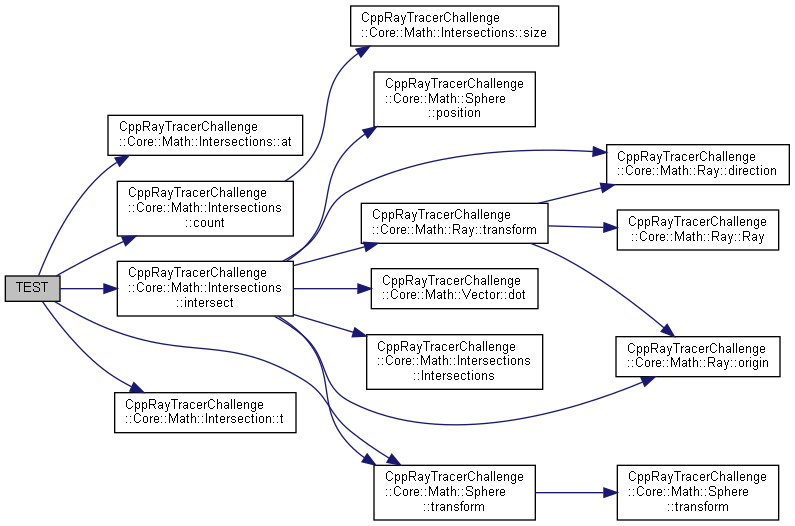 TEST
CppRayTracerChallenge
::Core::Math::Intersections::at
CppRayTracerChallenge
::Core::Math::Intersections
::count
CppRayTracerChallenge
::Core::Math::Intersections
::intersect
CppRayTracerChallenge
::Core::Math::Intersection::t
CppRayTracerChallenge
::Core::Math::Intersections::size
CppRayTracerChallenge
::Core::Math::Sphere
::position
CppRayTracerChallenge
::Core::Math::Ray::transform
CppRayTracerChallenge
::Core::Math::Vector::dot
CppRayTracerChallenge
::Core::Math::Intersections
::Intersections
CppRayTracerChallenge
::Core::Math::Sphere
::transform
CppRayTracerChallenge
::Core::Math::Ray::direction
CppRayTracerChallenge
::Core::Math::Ray::Ray
CppRayTracerChallenge
::Core::Math::Ray::origin
CppRayTracerChallenge
::Core::Math::Sphere
::transform